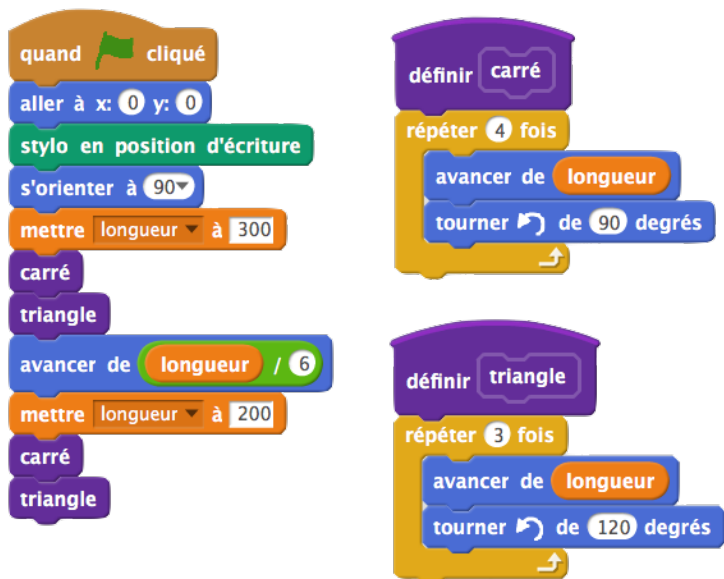 quand cliqué
aller à x: 0 y: 0
stylo en position d'écriture
s'orienter à 90
mettre longueur à 300
carré
triangle
avancer de longueur / 6
mettre longueur à 200
carré
triangle
définir carré
répéter 4 fois
avancer de longueur
tourner de 90 degrés
définir triangle
répéter 3 fois
avancer de longueur
tourner de 120 degrés